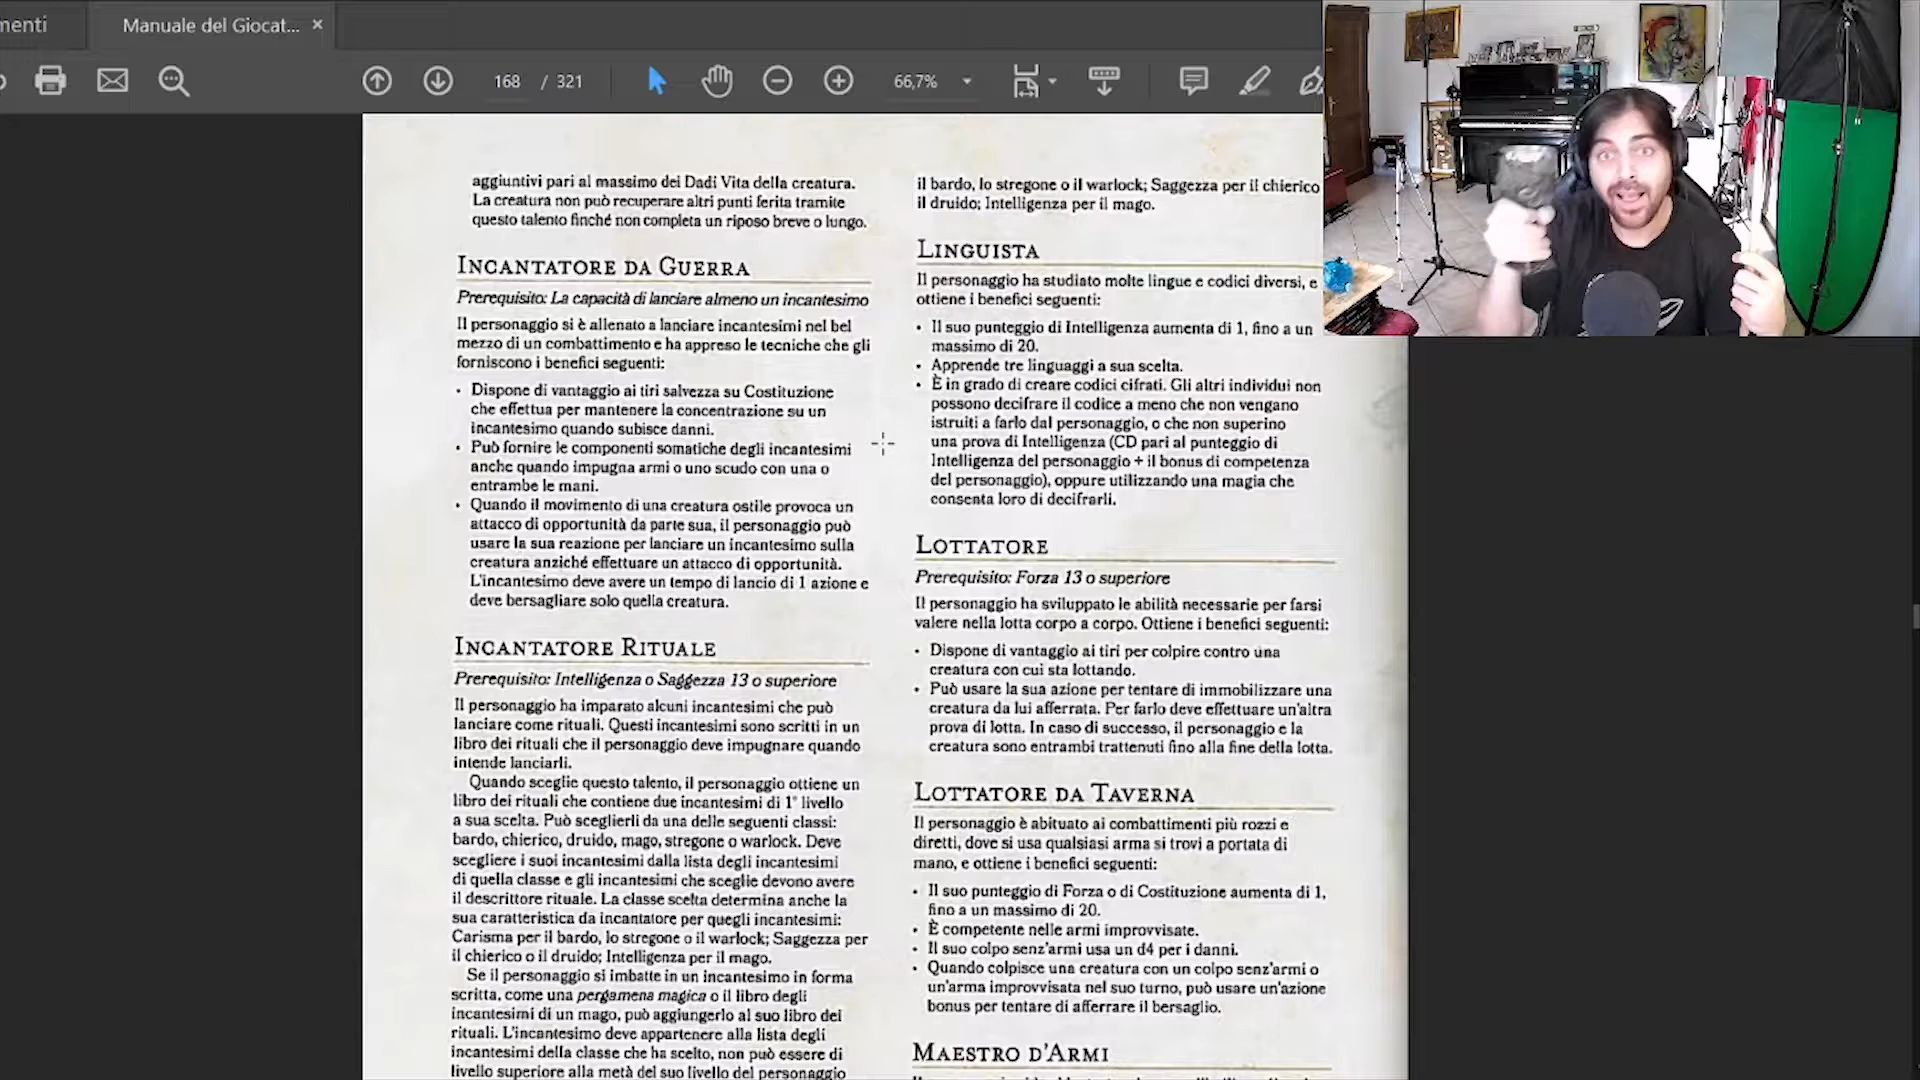 menti
Manuale del Giocat... ×
168 / 321
66,7%
aggiuntivi pari al massimo dei Dadi Vita della creatura.
La creatura non può recuperare altri punti ferita tramite
questo talento finché non completa un riposo breve o lungo.
INCANTATORE DA GUERRA
Prerequisito: La capacità di lanciare almeno un incantesimo
Il personaggio si è allenato a lanciare incantesimi nel bel
mezzo di un combattimento e ha appreso le tecniche che gli
forniscono i benefici seguenti:
• Dispone di vantaggio ai tiri salvezza su Costituzione
che effettua per mantenere la concentrazione su un
incantesimo quando subisce danni.
• Può fornire le componenti somatiche degli incantesimi
anche quando impugna armi o uno scudo con una o
entrambe le mani.
• Quando il movimento di una creatura ostile provoca un
attacco di opportunità da parte sua, il personaggio può
usare la sua reazione per lanciare un incantesimo sulla
creatura anziché effettuare un attacco di opportunità.
L'incantesimo deve avere un tempo di lancio di 1 azione e
deve bersagliare solo quella creatura.
INCANTATORE RITUALE
Prerequisito: Intelligenza o Saggezza 13 o superiore
Il personaggio ha imparato alcuni incantesimi che può
lanciare come rituali. Questi incantesimi sono scritti in un
libro dei rituali che il personaggio deve impugnare quando
intende lanciarli.
Quando sceglie questo talento, il personaggio ottiene un
libro dei rituali che contiene due incantesimi di 1° livello
a sua scelta. Può sceglierli da una delle seguenti classi:
bardo, chierico, druido, mago, stregone o warlock. Deve
scegliere i suoi incantesimi dalla lista degli incantesimi
di quella classe e gli incantesimi che sceglie devono avere
il descrittore rituale. La classe scelta determina anche la
sua caratteristica da incantatore per quegli incantesimi:
Carisma per il bardo, lo stregone o il warlock; Saggezza per
il chierico o il druido; Intelligenza per il mago.
Se il personaggio si imbatte in un incantesimo in forma
scritta, come una pergamena magica o il libro degli
incantesimi di un mago, può aggiungerlo al suo libro dei
rituali. L'incantesimo deve appartenere alla lista degli
incantesimi della classe che ha scelto, non può essere di
livello superiore alla metà del suo livello del personaggio
il bardo, lo stregone o il warlock; Saggezza per il chierico
il druido; Intelligenza per il mago.
LINGUISTA
Il personaggio ha studiato molte lingue e codici diversi, e
ottiene i benefici seguenti:
• Il suo punteggio di Intelligenza aumenta di 1, fino a un
massimo di 20.
• Apprende tre linguaggi a sua scelta.
• È in grado di creare codici cifrati. Gli altri individui non
possono decifrare il codice a meno che non vengano
istruiti a farlo dal personaggio, o che non superino
una prova di Intelligenza (CD pari al punteggio di
Intelligenza del personaggio + il bonus di competenza
del personaggio), oppure utilizzando una magia che
consenta loro di decifrarli.
LOTTATORE
Prerequisito: Forza 13 o superiore
Il personaggio ha sviluppato le abilità necessarie per farsi
valere nella lotta corpo a corpo. Ottiene i benefici seguenti:
• Dispone di vantaggio ai tiri per colpire contro una
creatura con cui sta lottando.
• Può usare la sua azione per tentare di immobilizzare una
creatura da lui afferrata. Per farlo deve effettuare un'altra
prova di lotta. In caso di successo, il personaggio e la
creatura sono entrambi trattenuti fino alla fine della lotta.
LOTTATORE DA TAVERNA
Il personaggio è abituato ai combattimenti più rozzi e
diretti, dove si usa qualsiasi arma si trovi a portata di
mano, e ottiene i benefici seguenti:
• Il suo punteggio di Forza o di Costituzione aumenta di 1,
fino a un massimo di 20.
• È competente nelle armi improvvisate.
• Il suo colpo senz'armi usa un d4 per i danni.
• Quando colpisce una creatura con un colpo senz'armi o
un'arma improvvisata nel suo turno, può usare un'azione
bonus per tentare di afferrare il bersaglio.
MAESTRO D'ARMI